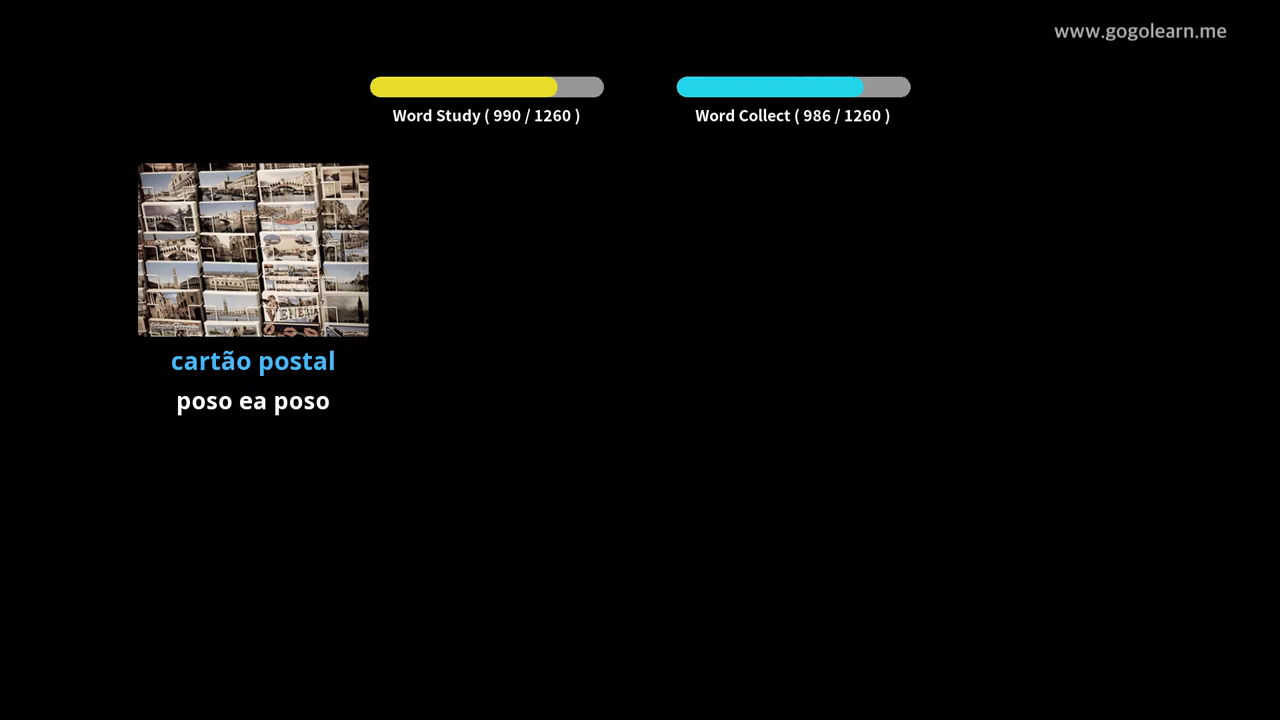 www.gogolearn.me
Word Study ( 990 / 1260 )
Word Collect ( 986 / 1260 )
cartão postal
poso ea poso